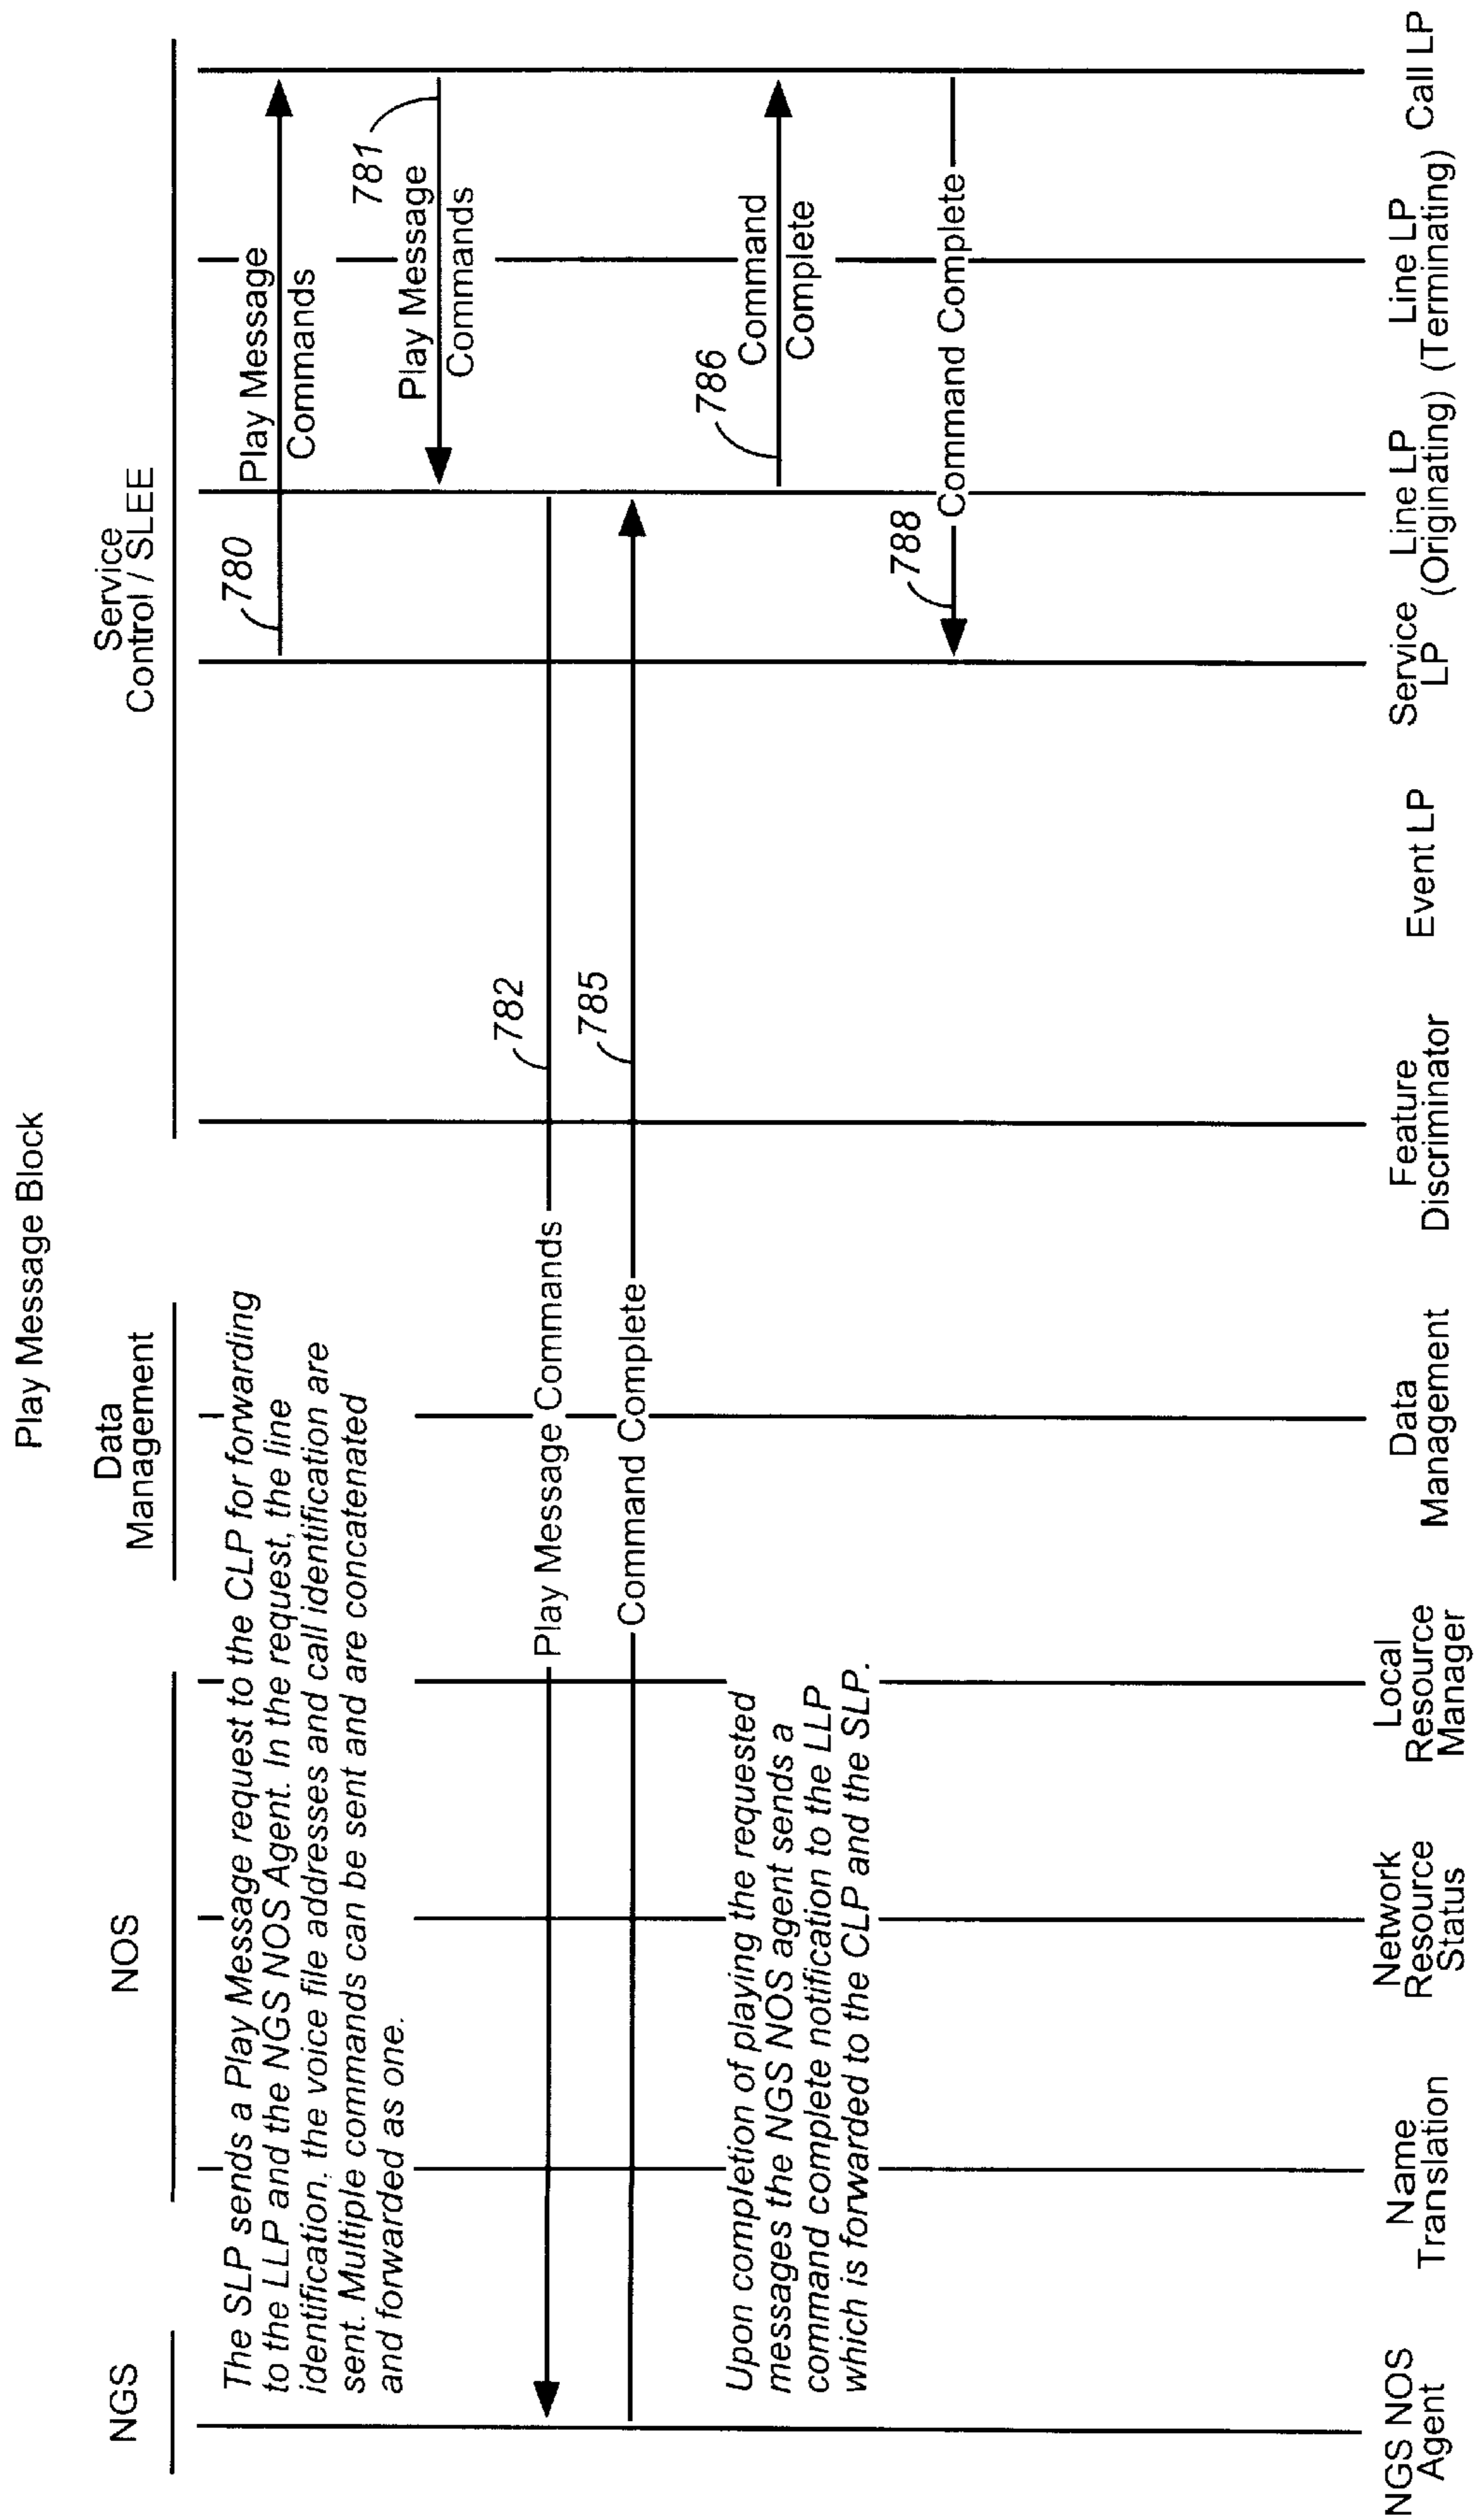 Play Message Block
NGS
NOS
Data
Management
Service
Control / SLEE
The SLP sends a Play Message request to the CLP for forwarding
to the LLP and the NGS NOS Agent. In the request, the line
identification, the voice file addresses and call identification are
sent. Multiple commands can be sent and are concatenated
and forwarded as one.
780
Play Message
Commands
781
Play Message
Commands
782
Play Message Commands
785
Command Complete
Upon completion of playing the requested
messages the NGS NOS agent sends a
command complete notification to the LLP
which is forwarded to the CLP and the SLP.
786
Command
Complete
788
Command Complete
NGS NOS
Agent
Name
Translation
Network
Resource
Status
Local
Resource
Manager
Data
Management
Feature
Discriminator
Event LP
Service
LP
Line LP
(Originating)
Line LP
(Terminating)
Call LP